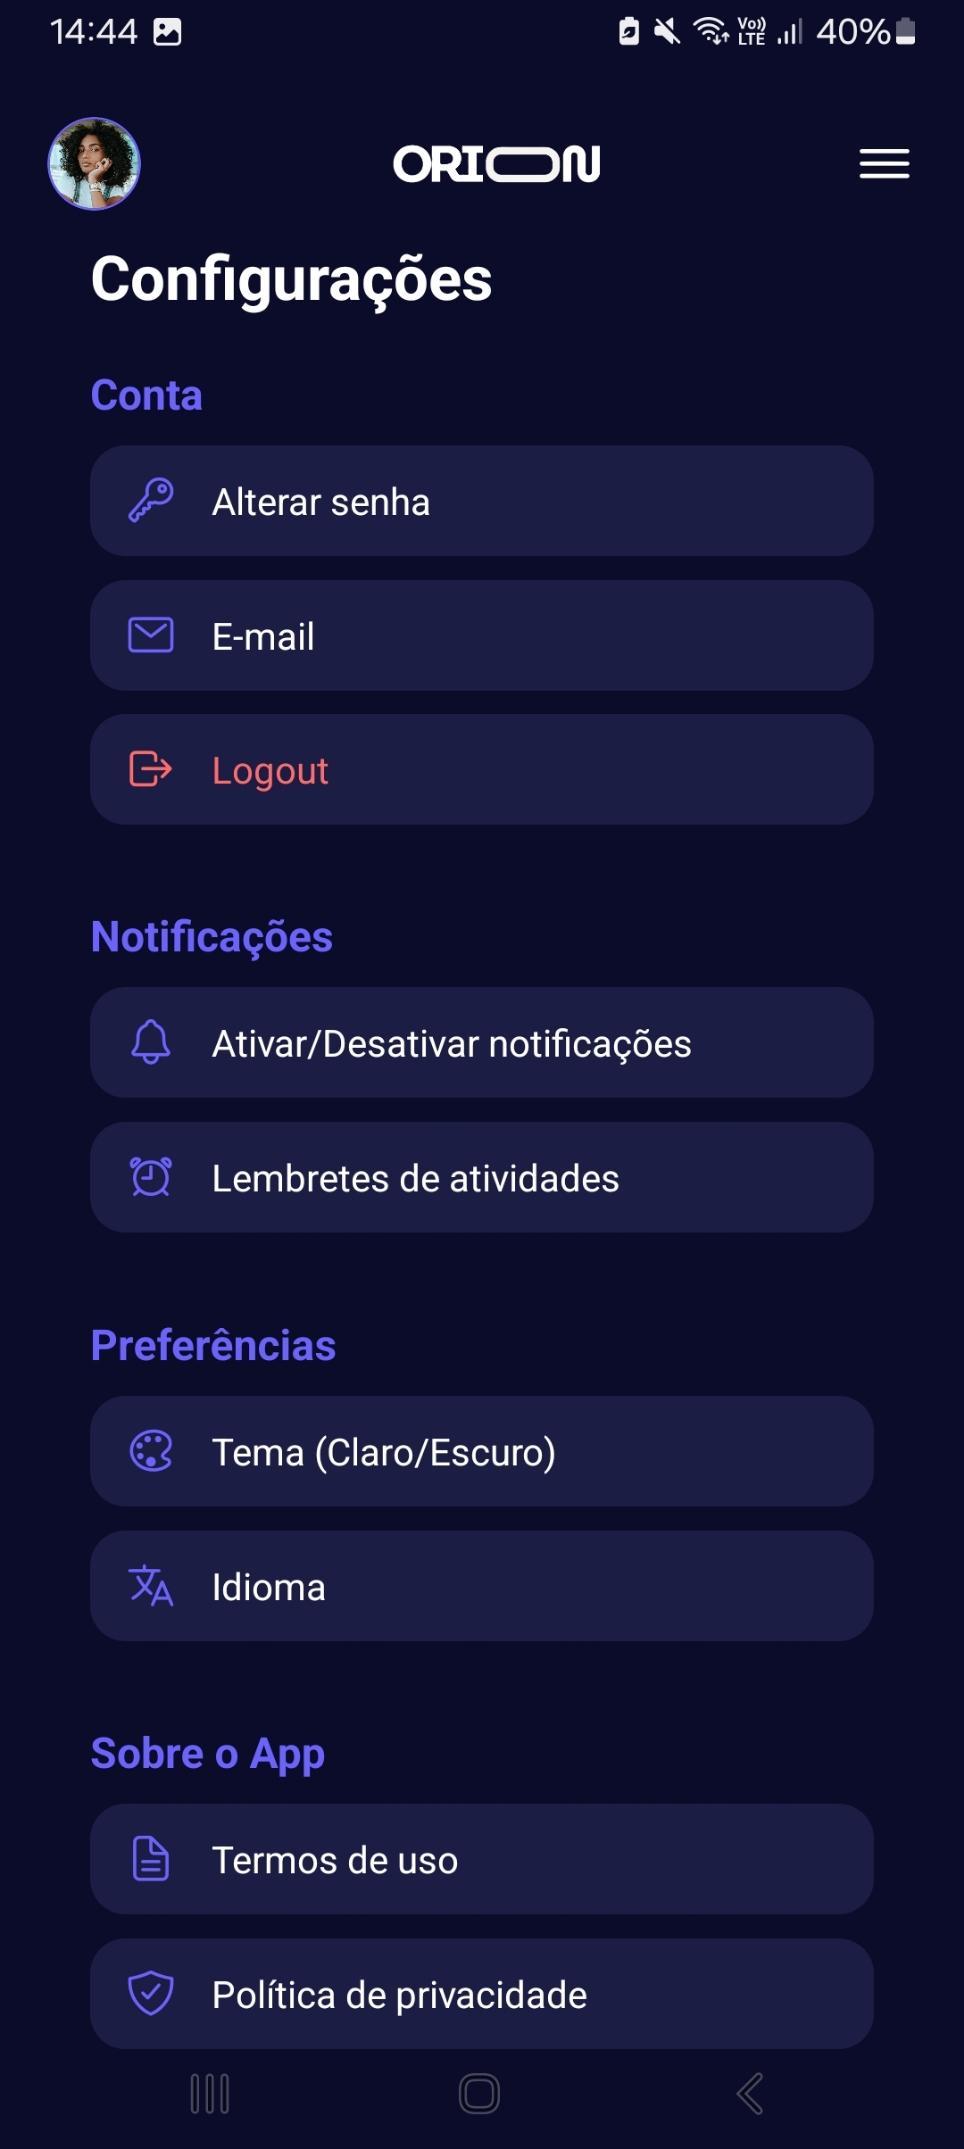 14:44
Vo)) LTE 40%
ORION
Configurações
Conta
Alterar senha
E-mail
Logout
Notificações
Ativar/Desativar notificações
Lembretes de atividades
Preferências
Tema (Claro/Escuro)
Idioma
Sobre o App
Termos de uso
Política de privacidade